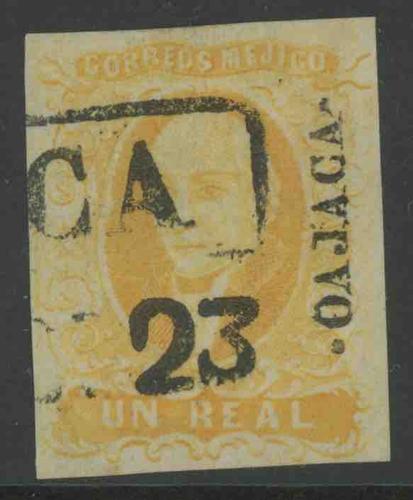 CORREOS MEJICO
CA
OAJACA
23
UN REAL